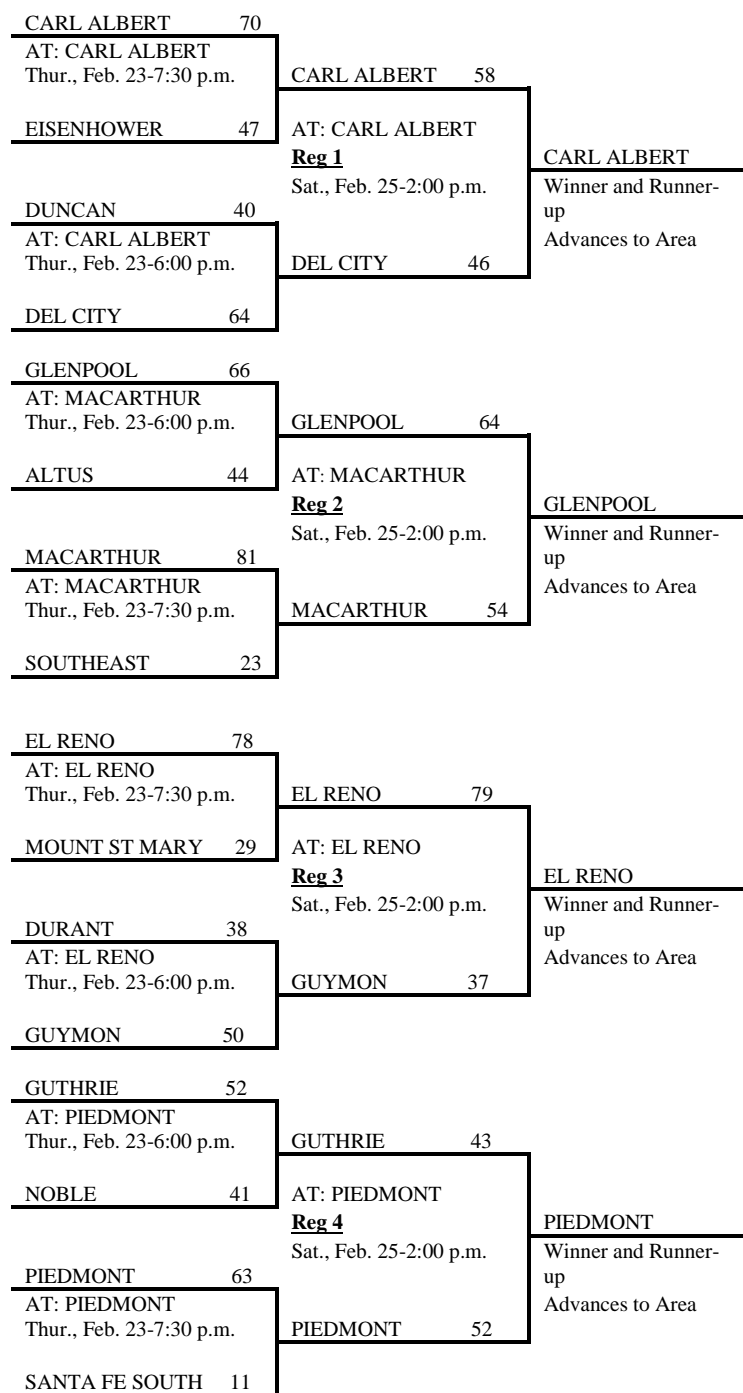 CARL ALBERT 70
AT: CARL ALBERT
Thur., Feb. 23-7:30 p.m.
CARL ALBERT 58
EISENHOWER 47
AT: CARL ALBERT
Reg 1
CARL ALBERT
Sat., Feb. 25-2:00 p.m.
Winner and Runner-
up
Advances to Area
DUNCAN 40
AT: CARL ALBERT
Thur., Feb. 23-6:00 p.m.
DEL CITY 46
DEL CITY 64
GLENPOOL 66
AT: MACARTHUR
Thur., Feb. 23-6:00 p.m.
GLENPOOL 64
ALTUS 44
AT: MACARTHUR
Reg 2
GLENPOOL
Sat., Feb. 25-2:00 p.m.
Winner and Runner-
up
Advances to Area
MACARTHUR 81
AT: MACARTHUR
Thur., Feb. 23-7:30 p.m.
MACARTHUR 54
SOUTHEAST 23
EL RENO 78
AT: EL RENO
Thur., Feb. 23-7:30 p.m.
EL RENO 79
MOUNT ST MARY 29
AT: EL RENO
Reg 3
EL RENO
Sat., Feb. 25-2:00 p.m.
Winner and Runner-
up
Advances to Area
DURANT 38
AT: EL RENO
Thur., Feb. 23-6:00 p.m.
GUYMON 37
GUYMON 50
GUTHRIE 52
AT: PIEDMONT
Thur., Feb. 23-6:00 p.m.
GUTHRIE 43
NOBLE 41
AT: PIEDMONT
Reg 4
PIEDMONT
Sat., Feb. 25-2:00 p.m.
Winner and Runner-
up
Advances to Area
PIEDMONT 63
AT: PIEDMONT
Thur., Feb. 23-7:30 p.m.
PIEDMONT 52
SANTA FE SOUTH 11